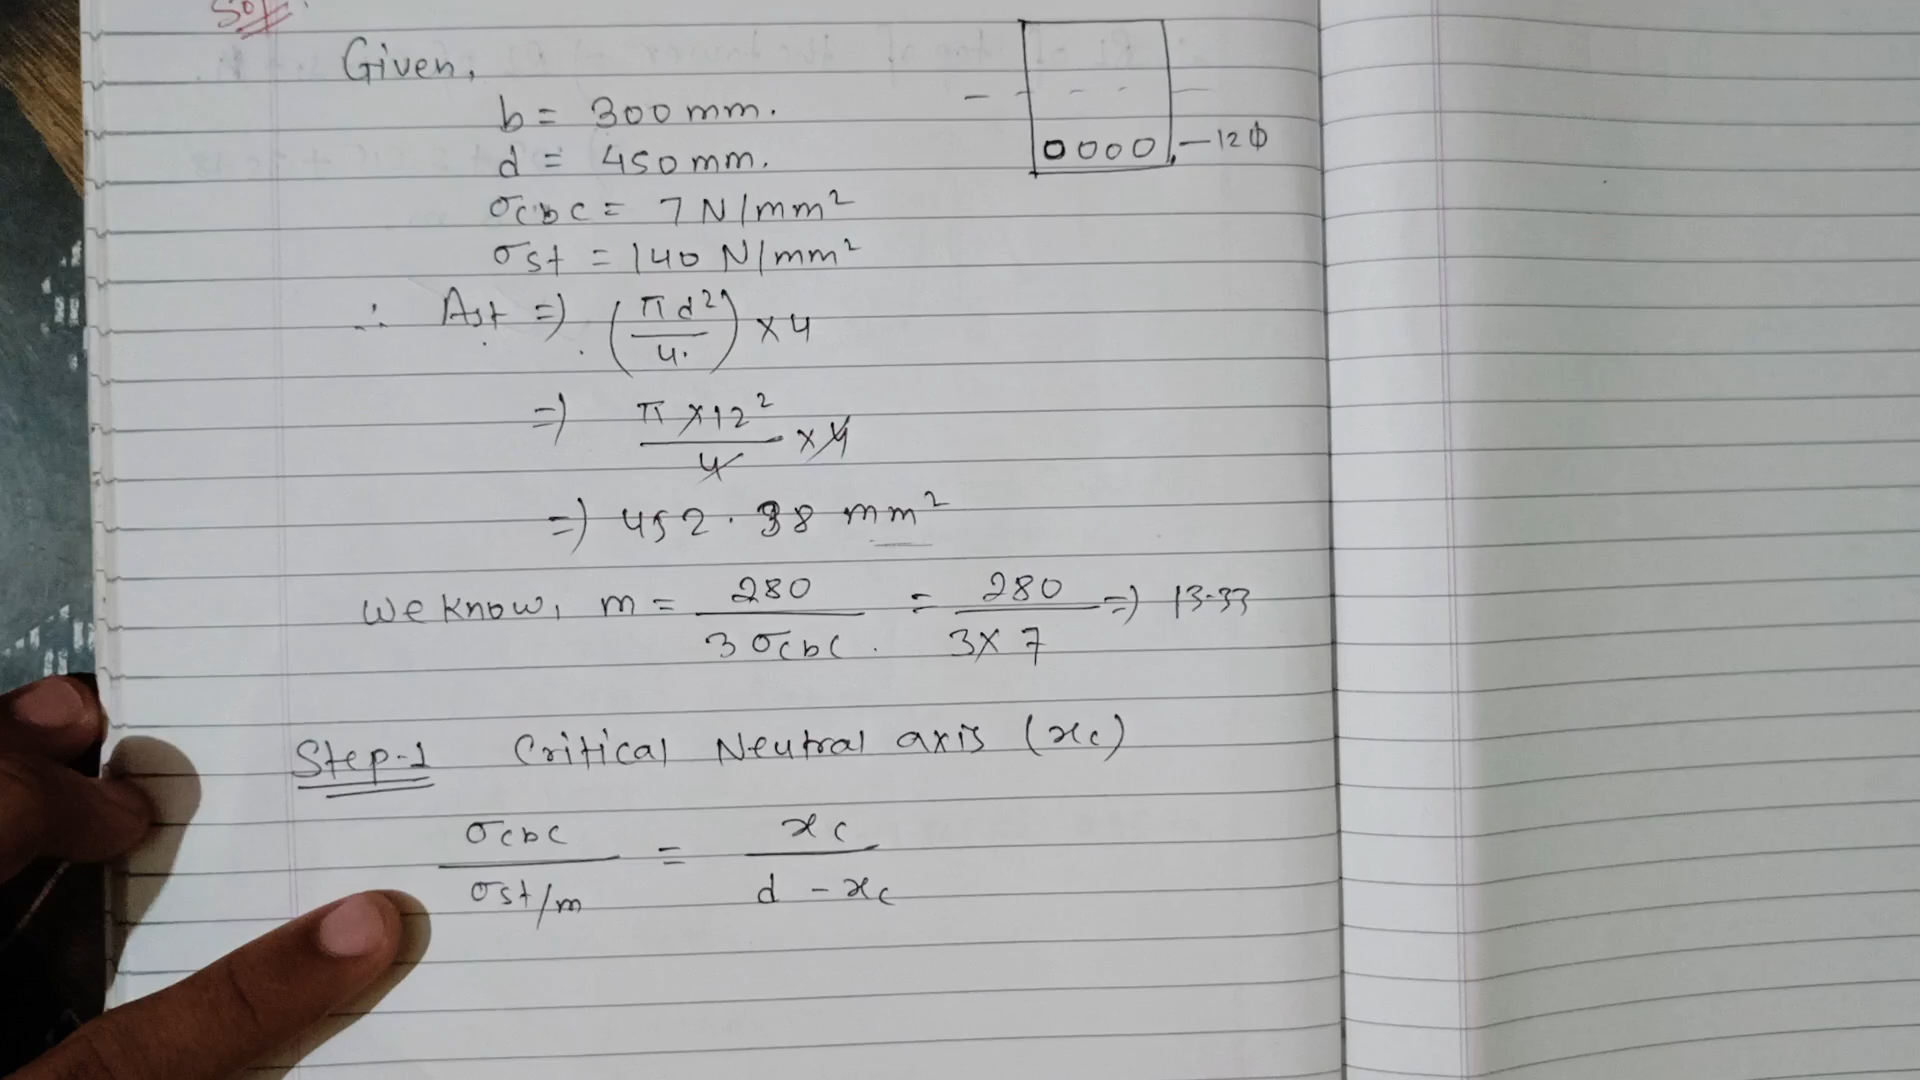 Sol
Given,
b = 300 mm.
d = 450 mm.
— 12 ϕ
σcbc = 7 N/mm²
σst = 140 N/mm²
∴ Ast => (πd²/4) × 4
=> π × 12²/4 × 4
=> 452.38 mm²
We know, m = 280/3σcbc. = 280/3×7 => 13.33
Step-1 Critical Neutral axis (xc)
σcbc/σst/m = xc/d - xc